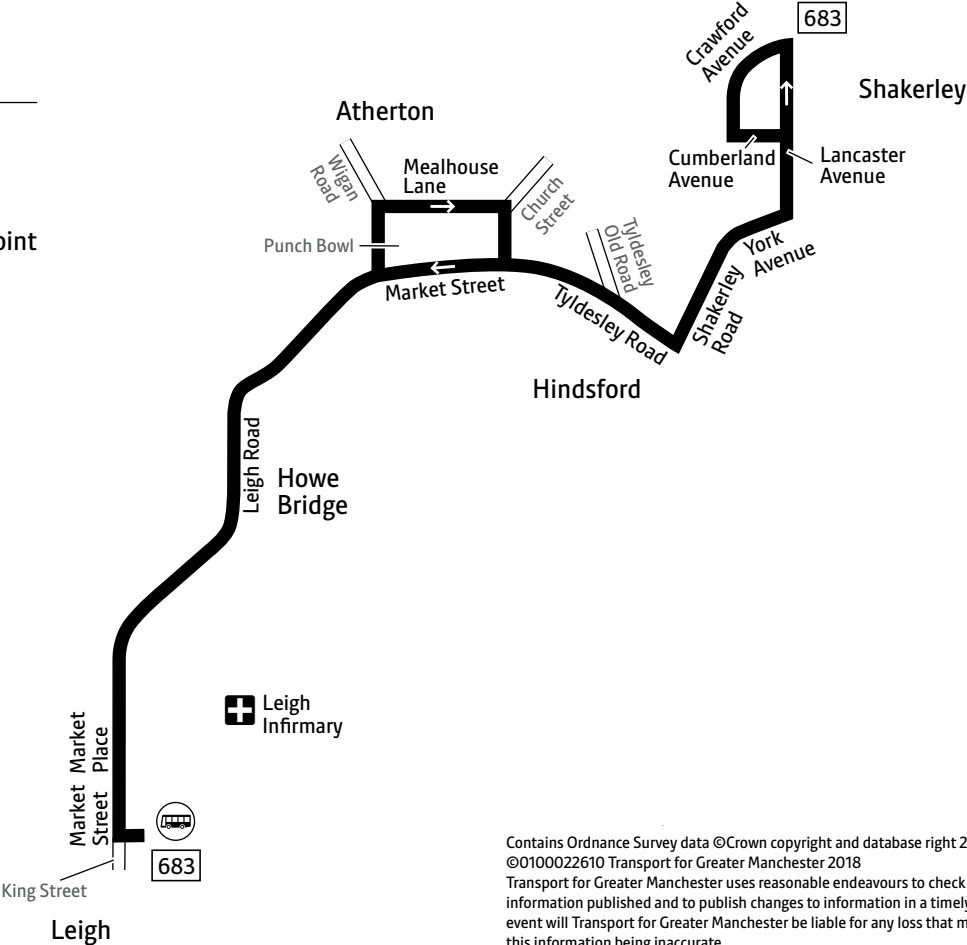 683
Crawford
Avenue
Shakerley
Atherton
Wigan
Road
Mealhouse
Lane
Church
Street
Cumberland
Avenue
Lancaster
Avenue
oint
Punch Bowl
Tyldesley
Old Road
York
Avenue
Market Street
Tyldesley Road
Shakerley
Road
Hindsford
Leigh Road
Howe
Bridge
Leigh
Infirmary
Market Market
Street Place
683
King Street
Leigh
Contains Ordnance Survey data ©Crown copyright and database right 2
©0100022610 Transport for Greater Manchester 2018
Transport for Greater Manchester uses reasonable endeavours to check
information published and to publish changes to information in a timely
event will Transport for Greater Manchester be liable for any loss that m
this information being inaccurate